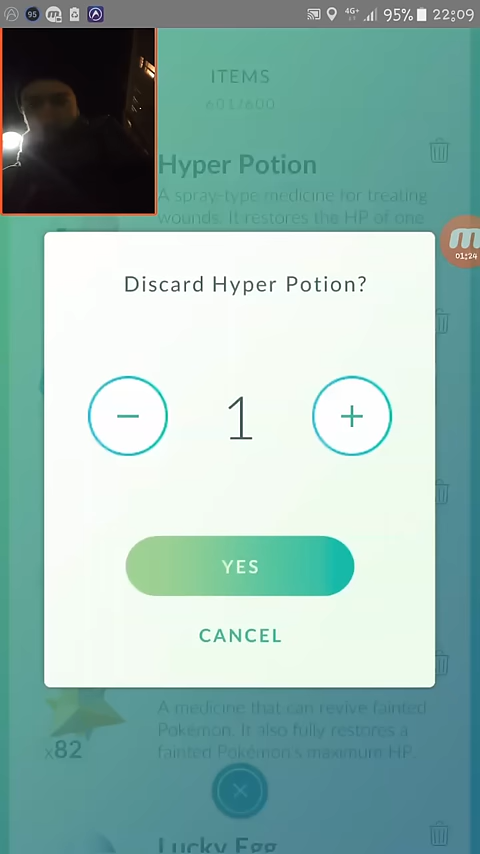 95
4G+
95%
22:09
ITEMS
601/600
Hyper Potion
A spray-type medicine for treating
wounds. It restores the HP of one
01:24
Discard Hyper Potion?
1
YES
CANCEL
A medicine that can revive fainted
Pokémon. It also fully restores a
fainted Pokémon's maximum HP.
x82
Lucky Egg